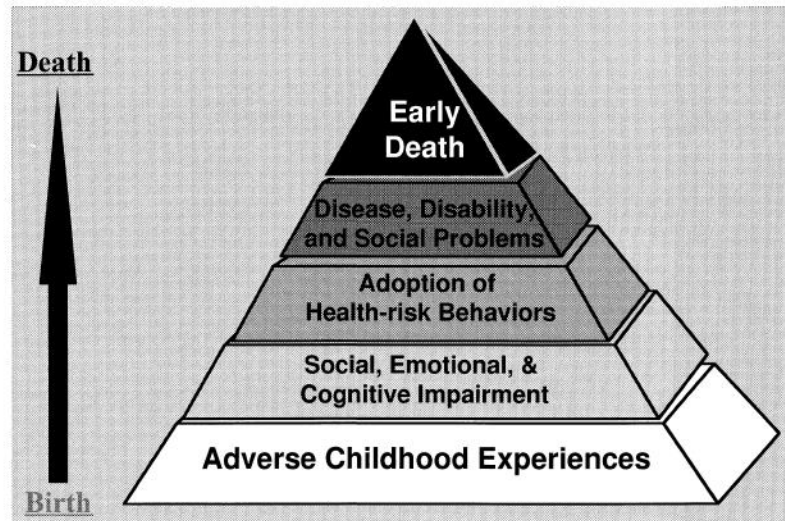 Death
Early
Death
Disease, Disability,
and Social Problems
Adoption of
Health-risk Behaviors
Social, Emotional, &
Cognitive Impairment
Adverse Childhood Experiences
Birth